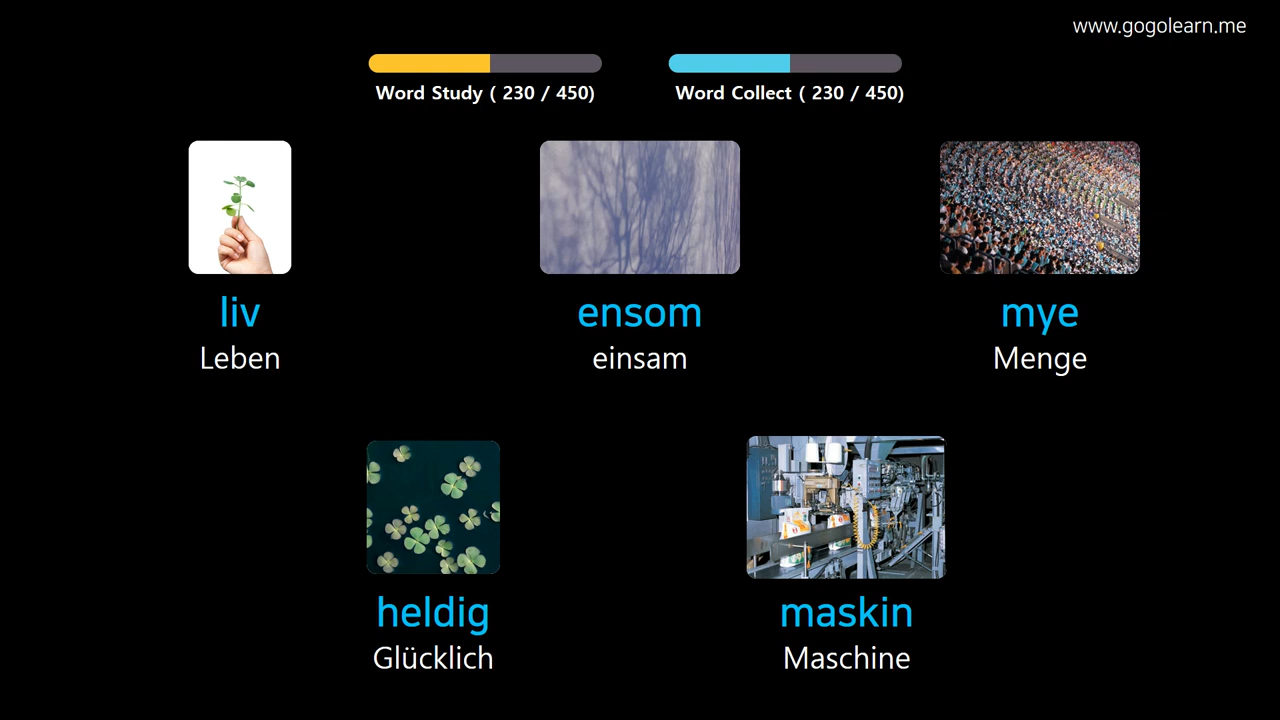 www.gogolearn.me
Word Study ( 230 / 450)
Word Collect ( 230 / 450)
liv
Leben
ensom
einsam
mye
Menge
heldig
Glücklich
maskin
Maschine